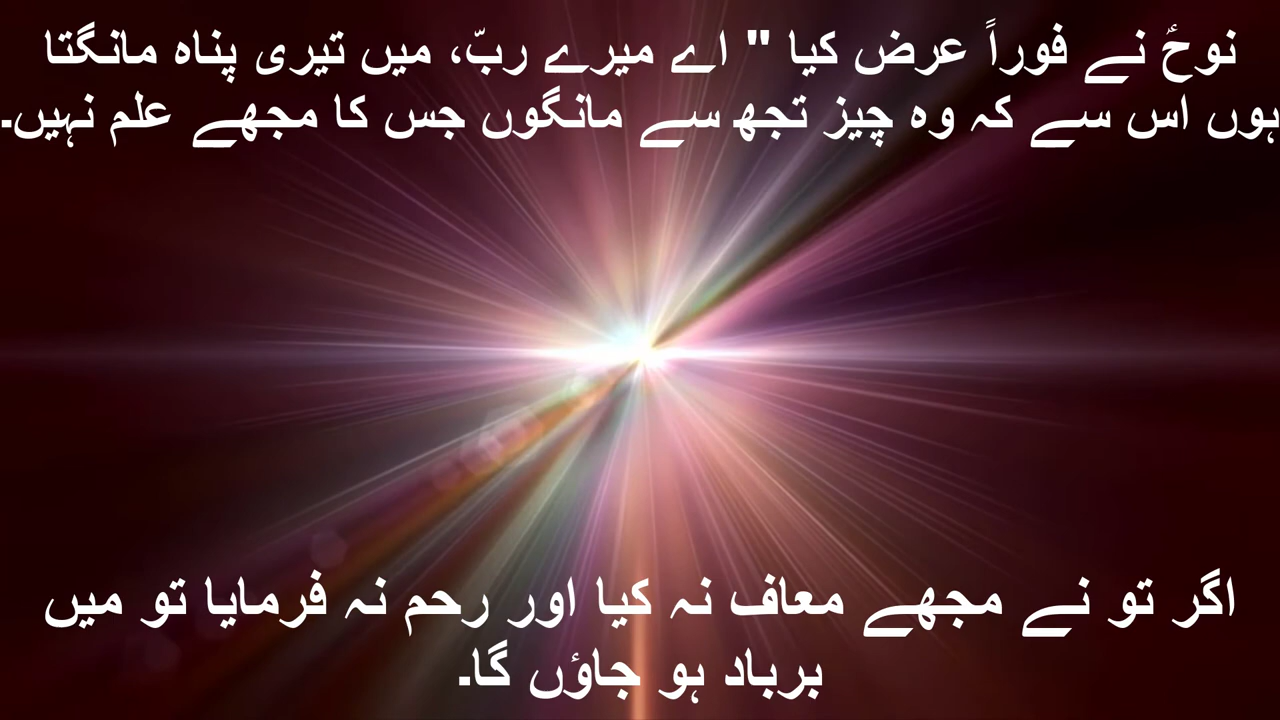 نوحؑ نے فوراً عرض کیا " اے میرے ربّ، میں تیری پناہ مانگتا
ہوں اس سے کہ وہ چیز تجھ سے مانگوں جس کا مجھے علم نہیں۔
اگر تو نے مجھے معاف نہ کیا اور رحم نہ فرمایا تو میں
برباد ہو جاؤں گا۔